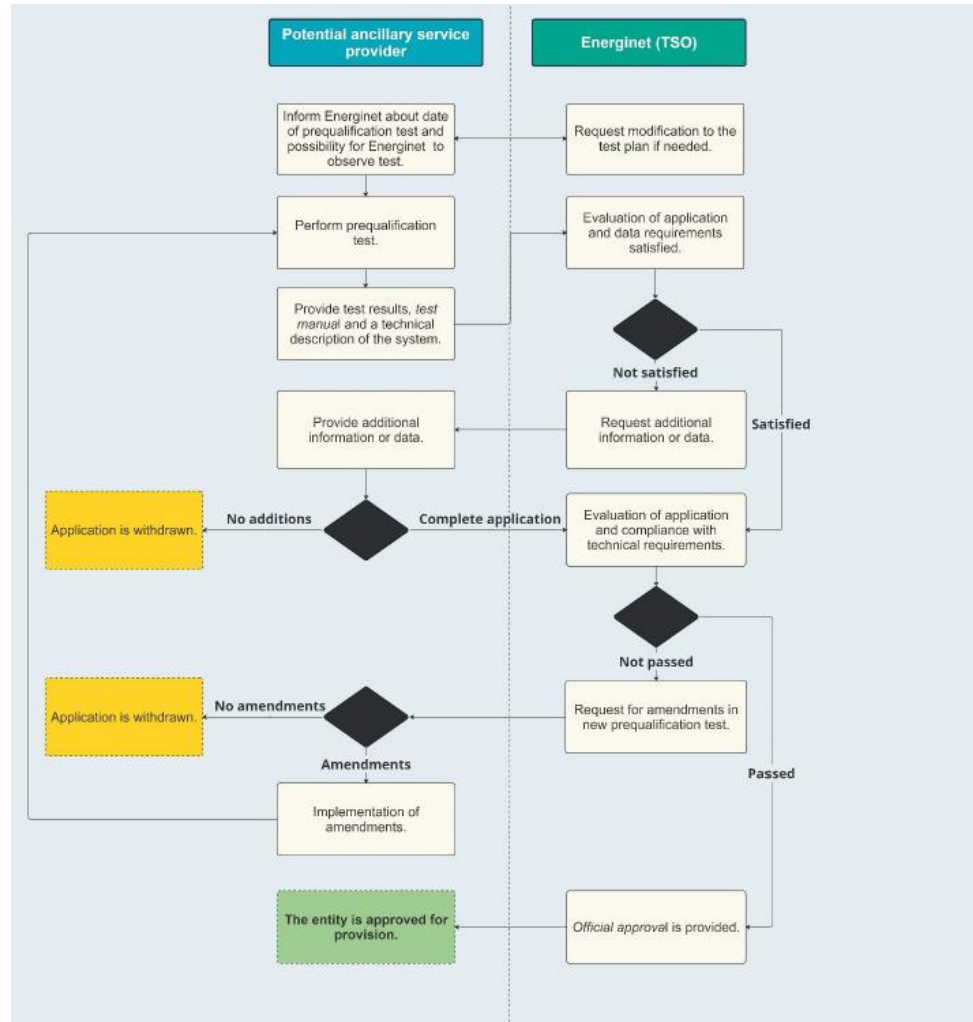 Potential ancillary service
provider
Energinet (TSO)
Inform Energinet about date
of prequalification test and
possibility for Energinet to
observe test.
Request modification to the
test plan if needed.
Perform prequalification
test.
Evaluation of application
and data requirements
satisfied.
Provide test results, test
manual and a technical
description of the system.
Not satisfied
Satisfied
Provide additional
information or data.
Request additional
information or data.
Application is withdrawn.
No additions
Complete application
Evaluation of application
and compliance with
technical requirements.
Not passed
Application is withdrawn.
No amendments
Request for amendments in
new prequalification test.
Amendments
Passed
Implementation of
amendments.
The entity is approved for
provision.
Official approval is provided.